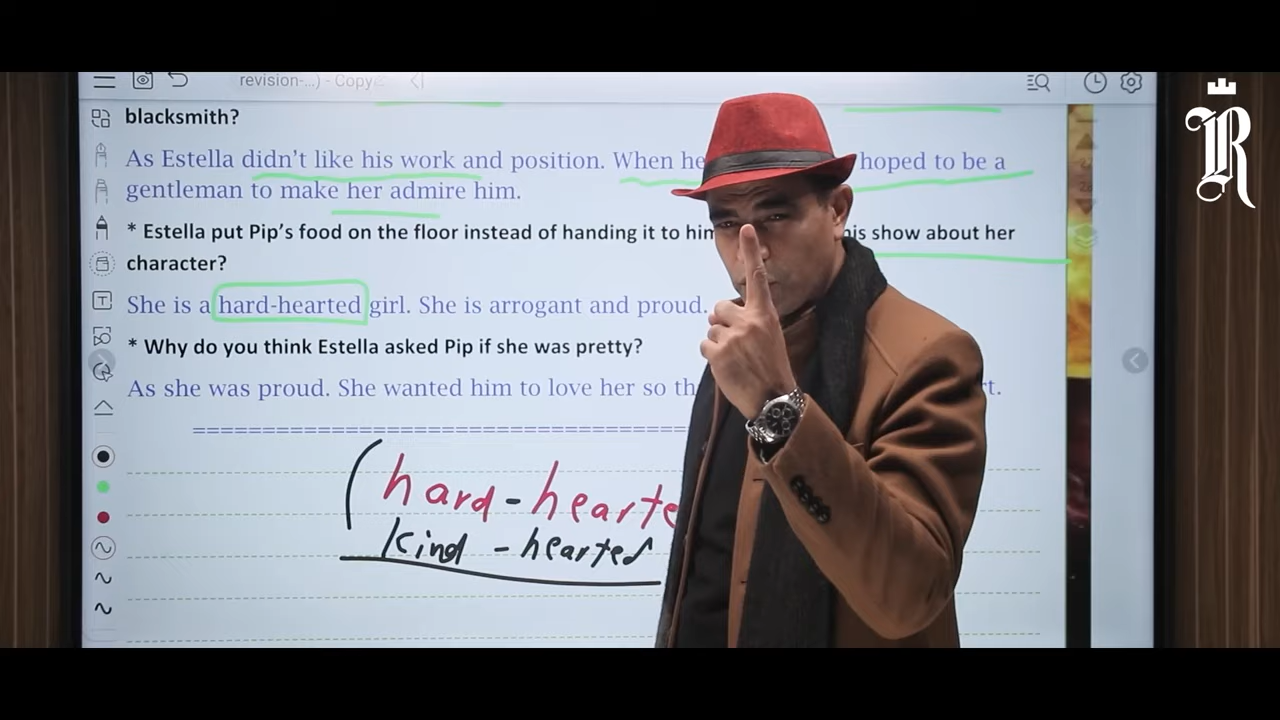 revision-...) - Copy
blacksmith?
As Estella didn't like his work and position. When he hoped to be a
gentleman to make her admire him.
* Estella put Pip's food on the floor instead of handing it to him show about her
character?
She is a hard-hearted girl. She is arrogant and proud.
* Why do you think Estella asked Pip if she was pretty?
As she was proud. She wanted him to love her so
hard-hearte
kind-hearted
R